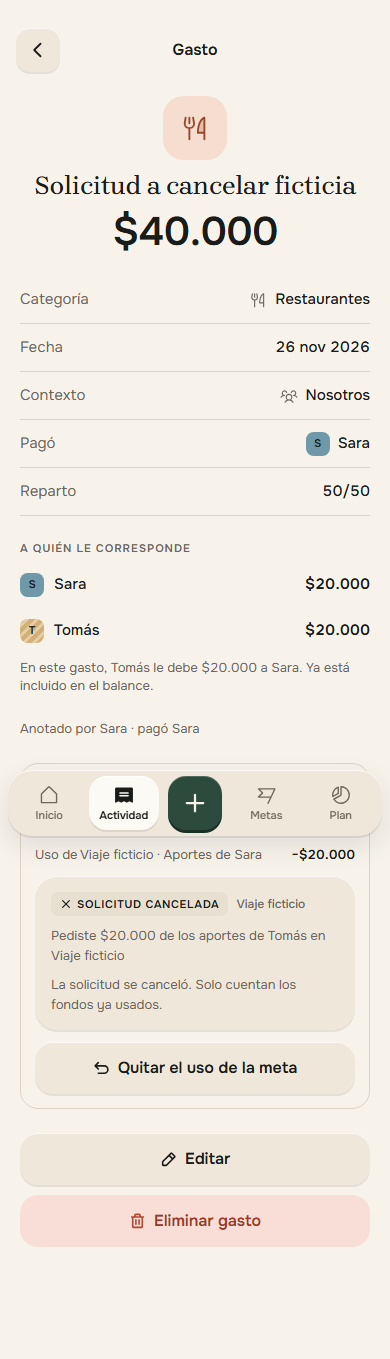 Gasto
Solicitud a cancelar ficticia
$40.000
Categoría
Restaurantes
Fecha
26 nov 2026
Contexto
Nosotros
Pagó
S Sara
Reparto
50/50
A QUIÉN LE CORRESPONDE
S Sara
$20.000
T Tomás
$20.000
En este gasto, Tomás le debe $20.000 a Sara. Ya está
incluido en el balance.
Anotado por Sara · pagó Sara
Inicio
Actividad
Metas
Plan
Uso de Viaje ficticio · Aportes de Sara
−$20.000
SOLICITUD CANCELADA
Viaje ficticio
Pediste $20.000 de los aportes de Tomás en
Viaje ficticio
La solicitud se canceló. Solo cuentan los
fondos ya usados.
Quitar el uso de la meta
Editar
Eliminar gasto